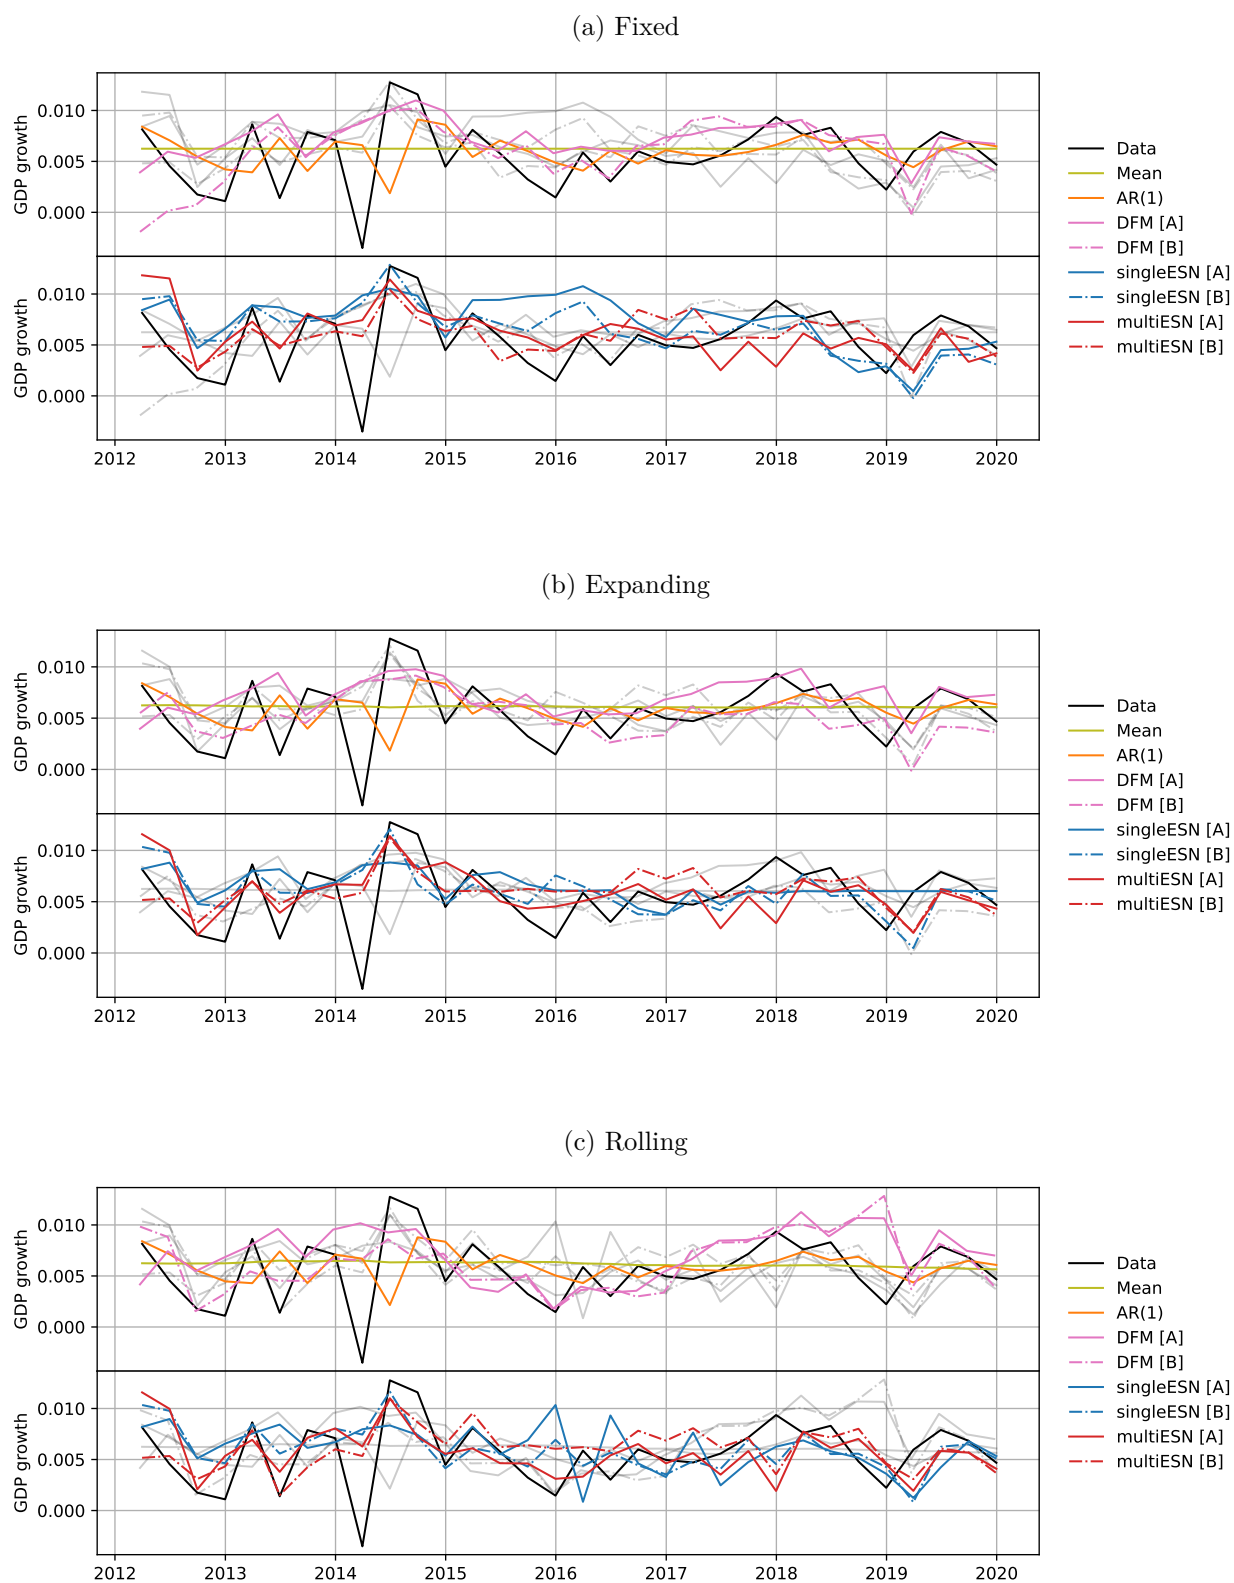 (a) Fixed
GDP growth
0.010
0.005
0.000
GDP growth
0.010
0.005
0.000
2012 2013 2014 2015 2016 2017 2018 2019 2020
Data
Mean
AR(1)
DFM [A]
DFM [B]
singleESN [A]
singleESN [B]
multiESN [A]
multiESN [B]
(b) Expanding
GDP growth
0.010
0.005
0.000
GDP growth
0.010
0.005
0.000
2012 2013 2014 2015 2016 2017 2018 2019 2020
Data
Mean
AR(1)
DFM [A]
DFM [B]
singleESN [A]
singleESN [B]
multiESN [A]
multiESN [B]
(c) Rolling
GDP growth
0.010
0.005
0.000
GDP growth
0.010
0.005
0.000
2012 2013 2014 2015 2016 2017 2018 2019 2020
Data
Mean
AR(1)
DFM [A]
DFM [B]
singleESN [A]
singleESN [B]
multiESN [A]
multiESN [B]